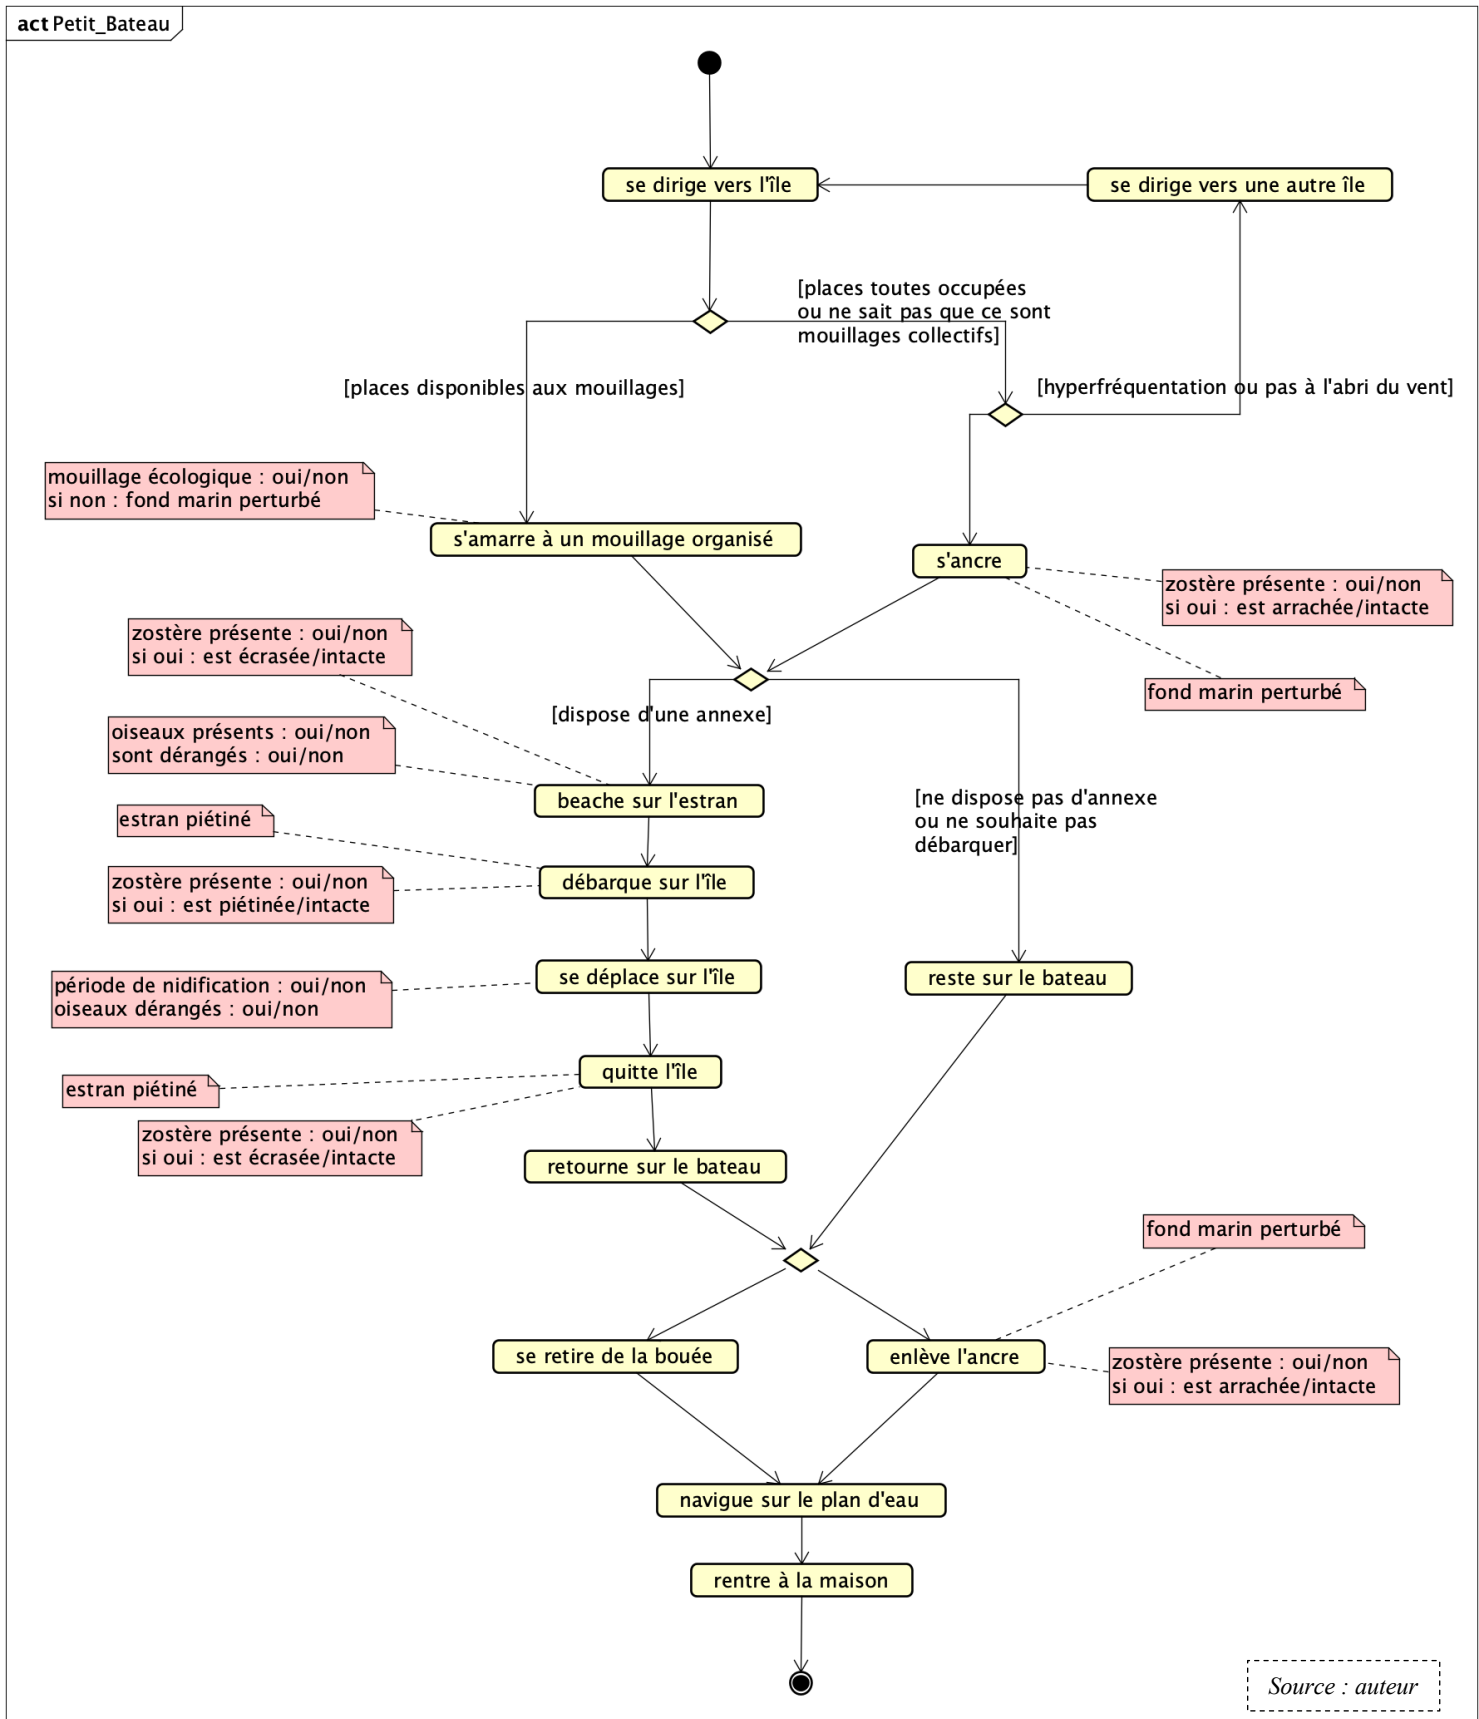 act Petit_Bateau
se dirige vers l'île
se dirige vers une autre île
[places toutes occupées
ou ne sait pas que ce sont
mouillages collectifs]
[places disponibles aux mouillages]
[hyperfréquentation ou pas à l'abri du vent]
mouillage écologique : oui/non
si non : fond marin perturbé
s'amarre à un mouillage organisé
s'ancre
zostère présente : oui/non
si oui : est arrachée/intacte
fond marin perturbé
zostère présente : oui/non
si oui : est écrasée/intacte
[dispose d'une annexe]
oiseaux présents : oui/non
sont dérangés : oui/non
beache sur l'estran
[ne dispose pas d'annexe
ou ne souhaite pas
débarquer]
estran piétiné
débarque sur l'île
zostère présente : oui/non
si oui : est piétinée/intacte
se déplace sur l'île
reste sur le bateau
période de nidification : oui/non
oiseaux dérangés : oui/non
quitte l'île
estran piétiné
zostère présente : oui/non
si oui : est écrasée/intacte
retourne sur le bateau
fond marin perturbé
se retire de la bouée
enlève l'ancre
zostère présente : oui/non
si oui : est arrachée/intacte
navigue sur le plan d'eau
rentre à la maison
Source : auteur